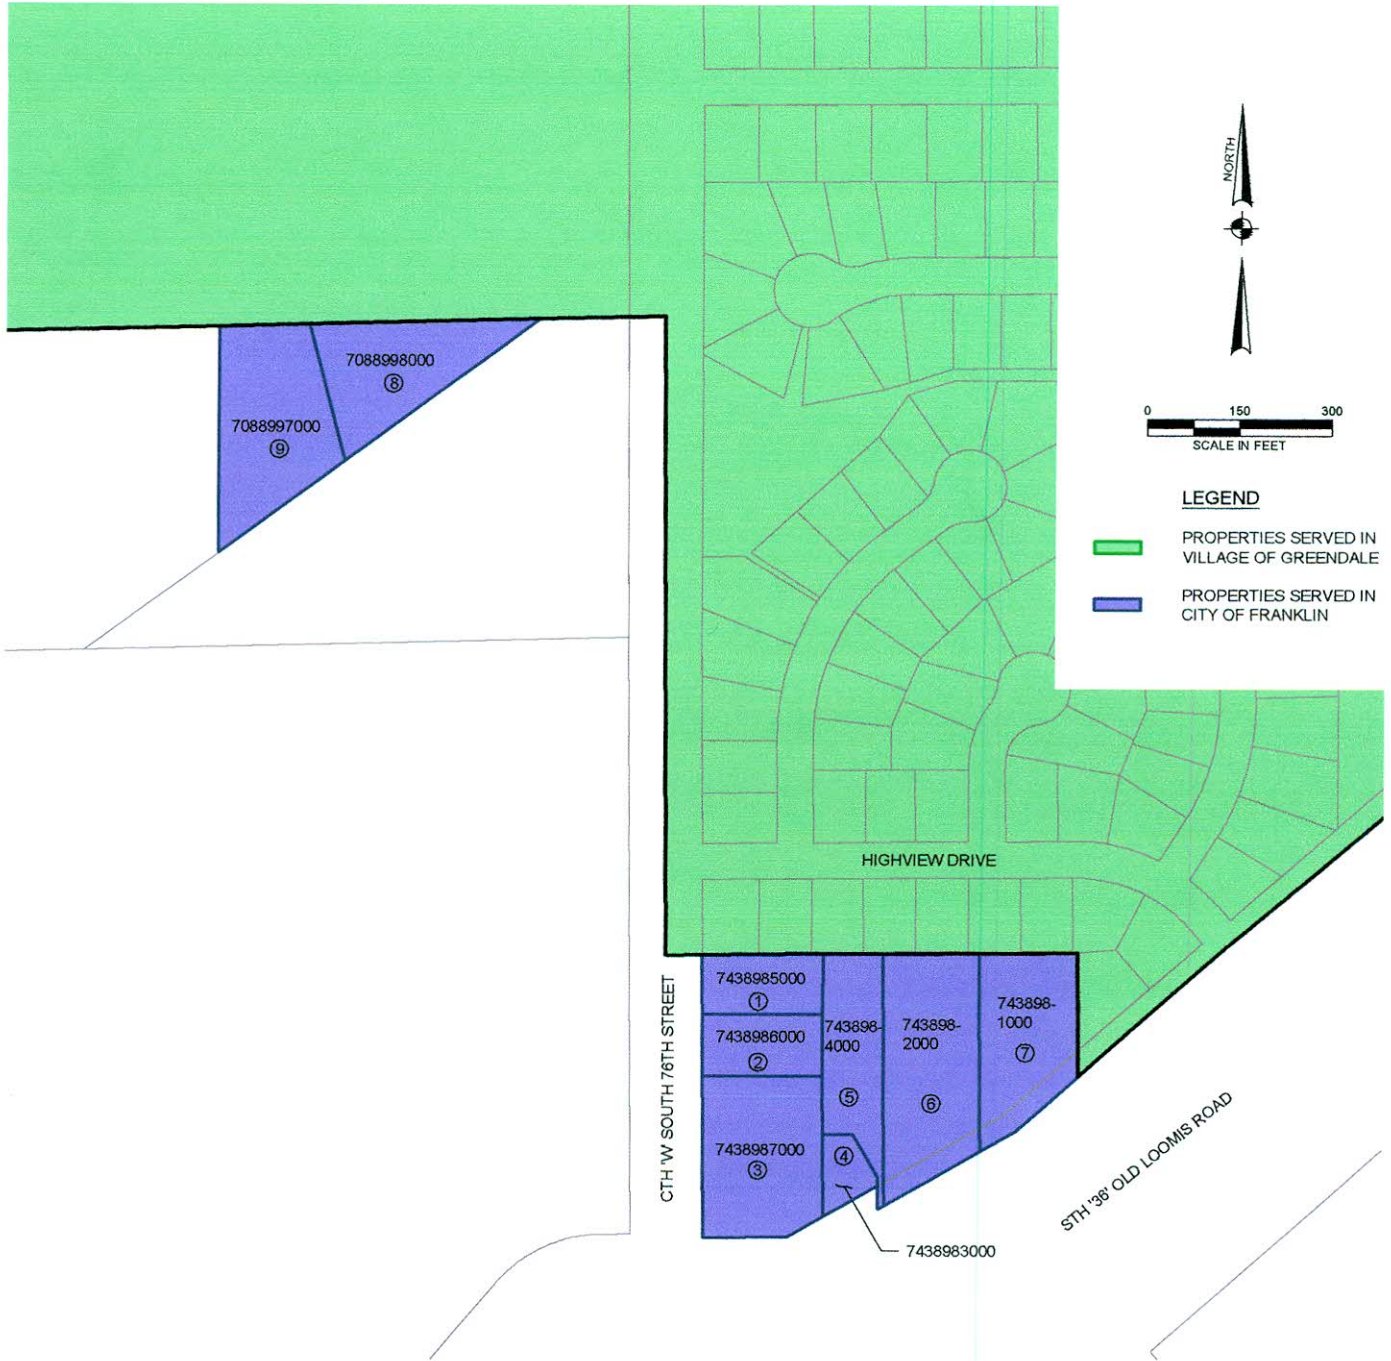 NORTH
0 150 300
SCALE IN FEET
LEGEND
PROPERTIES SERVED IN
VILLAGE OF GREENDALE
PROPERTIES SERVED IN
CITY OF FRANKLIN
7088998000
8
7088997000
9
HIGHVIEW DRIVE
CTH 'W' SOUTH 76TH STREET
7438985000
1
7438986000
2
7438987000
3
743898-
4000
5
4
7438983000
743898-
2000
6
743898-
1000
7
STH '36' OLD LOOMIS ROAD